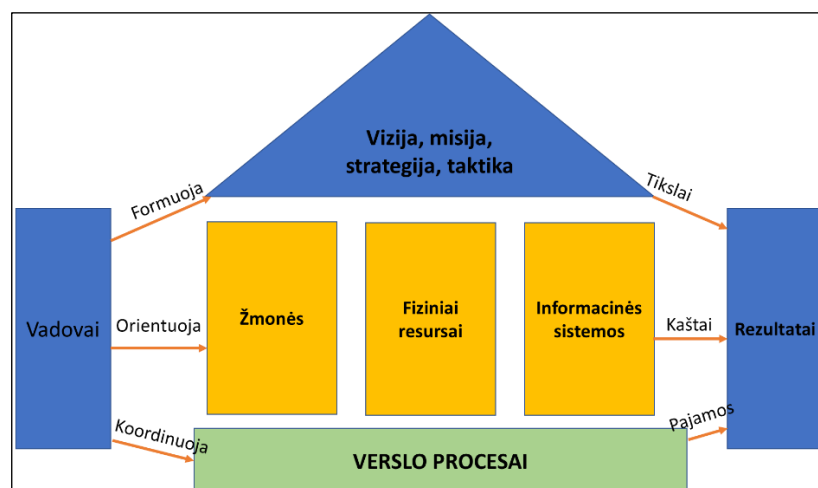 Vizija, misija,
strategija, taktika
Formuoja
Tikslai
Vadovai
Orientuoja
Žmonės
Fiziniai
resursai
Informacinės
sistemos
Kaštai
Rezultatai
Koordinuoja
Pajamos
VERSLO PROCESAI